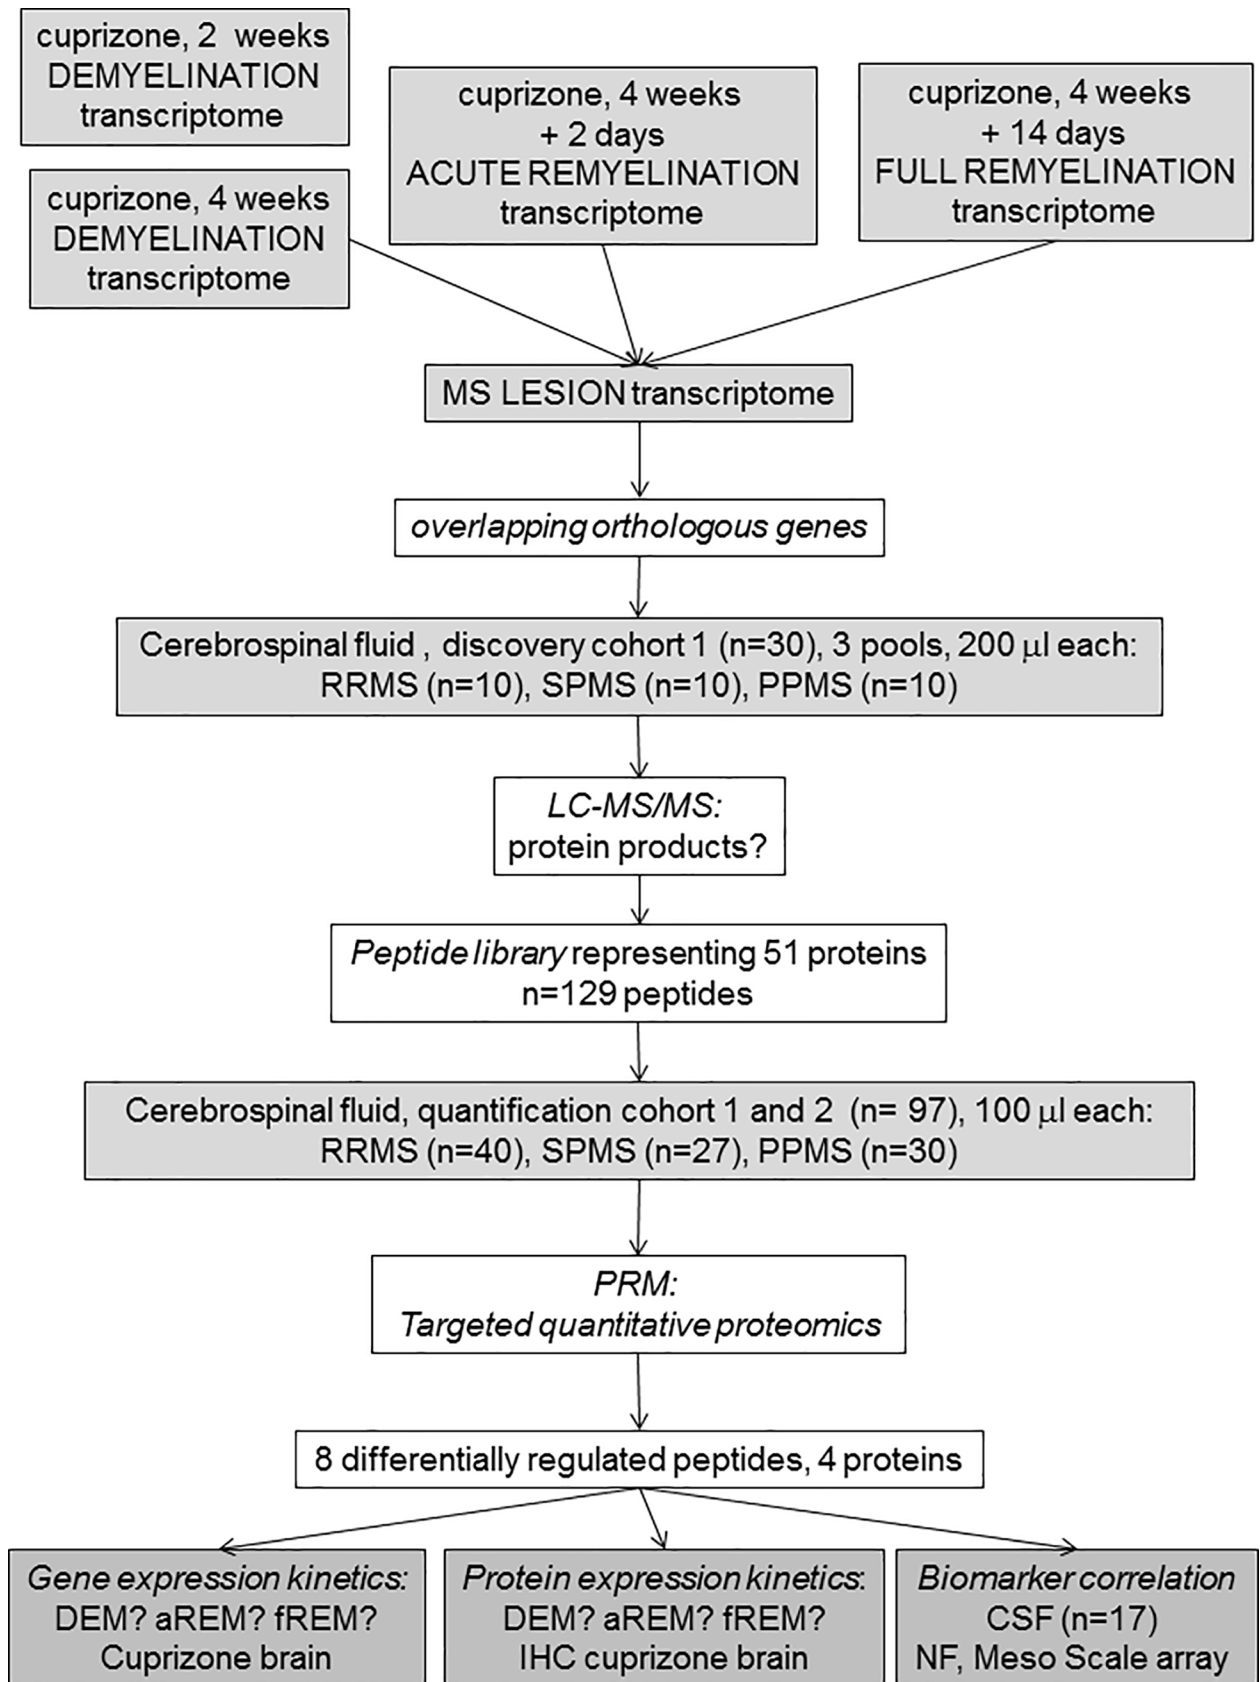 cuprizone, 2 weeks
DEMYELINATION
transcriptome
cuprizone, 4 weeks
DEMYELINATION
transcriptome
cuprizone, 4 weeks
+ 2 days
ACUTE REMYELINATION
transcriptome
cuprizone, 4 weeks
+ 14 days
FULL REMYELINATION
transcriptome
MS LESION transcriptome
overlapping orthologous genes
Cerebrospinal fluid , discovery cohort 1 (n=30), 3 pools, 200 µl each:
RRMS (n=10), SPMS (n=10), PPMS (n=10)
LC-MS/MS:
protein products?
Peptide library representing 51 proteins
n=129 peptides
Cerebrospinal fluid, quantification cohort 1 and 2 (n= 97), 100 µl each:
RRMS (n=40), SPMS (n=27), PPMS (n=30)
PRM:
Targeted quantitative proteomics
8 differentially regulated peptides, 4 proteins
Gene expression kinetics:
DEM? aREM? fREM?
Cuprizone brain
Protein expression kinetics:
DEM? aREM? fREM?
IHC cuprizone brain
Biomarker correlation
CSF (n=17)
NF, Meso Scale array